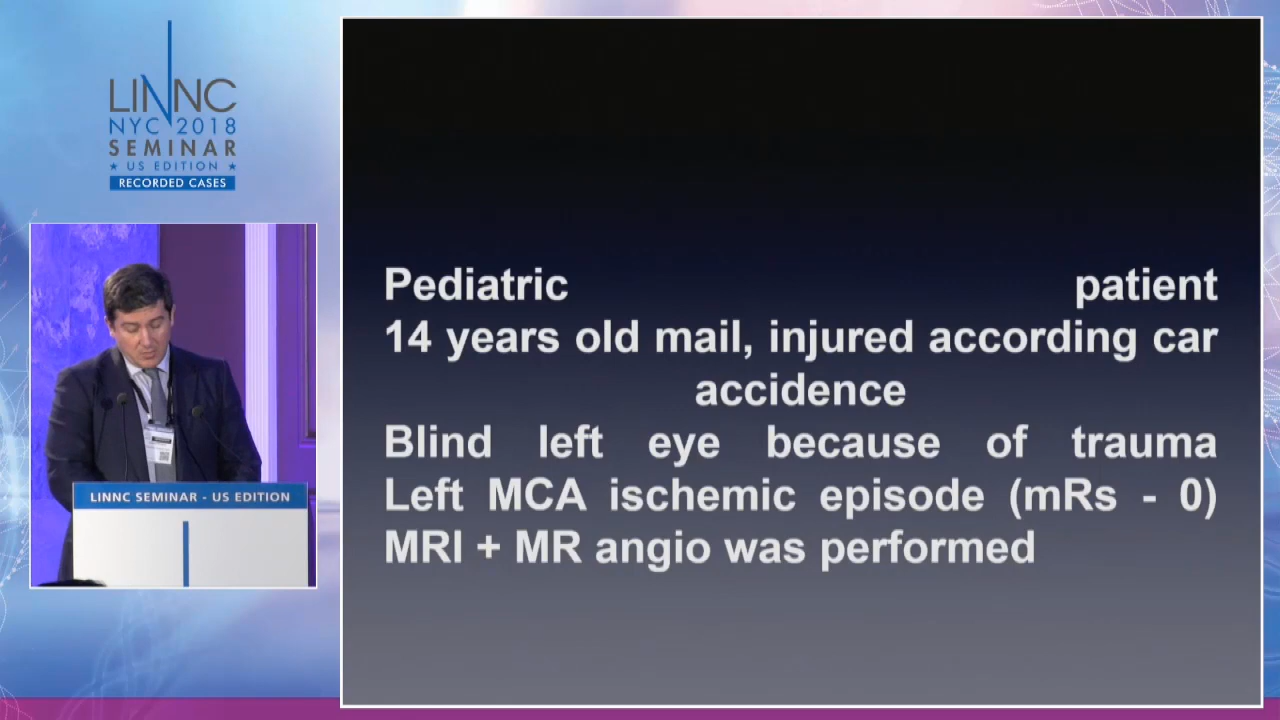 LINNC
NYC 2018
SEMINAR
★ US EDITION ★
RECORDED CASES
LINNC SEMINAR - US EDITION
Pediatric patient
14 years old mail, injured according car
accidence
Blind left eye because of trauma
Left MCA ischemic episode (mRs - 0)
MRI + MR angio was performed